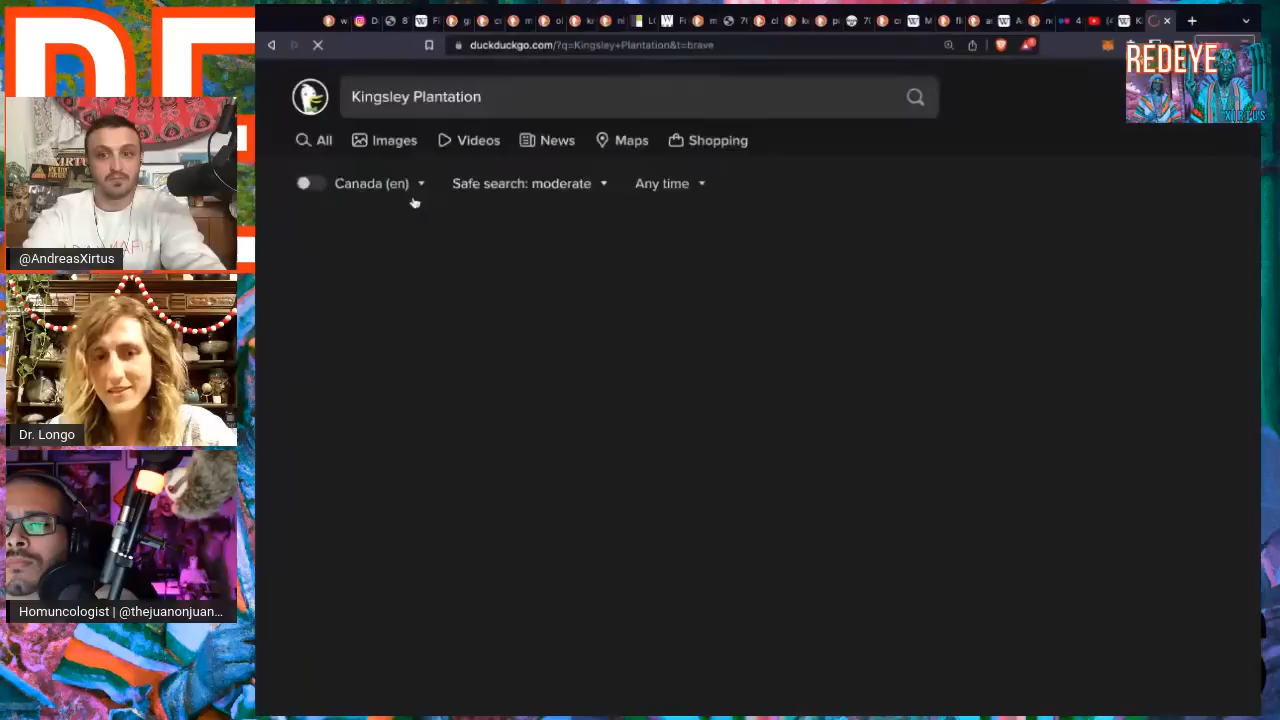 duckduckgo.com/?q=Kingsley+Plantation&t=brave
REDEYE
XIRTUS
Kingsley Plantation
All
Images
Videos
News
Maps
Shopping
Canada (en)
Safe search: moderate
Any time
@AndreasXirtus
Dr. Longo
Homuncologist | @thejuanonjuan...